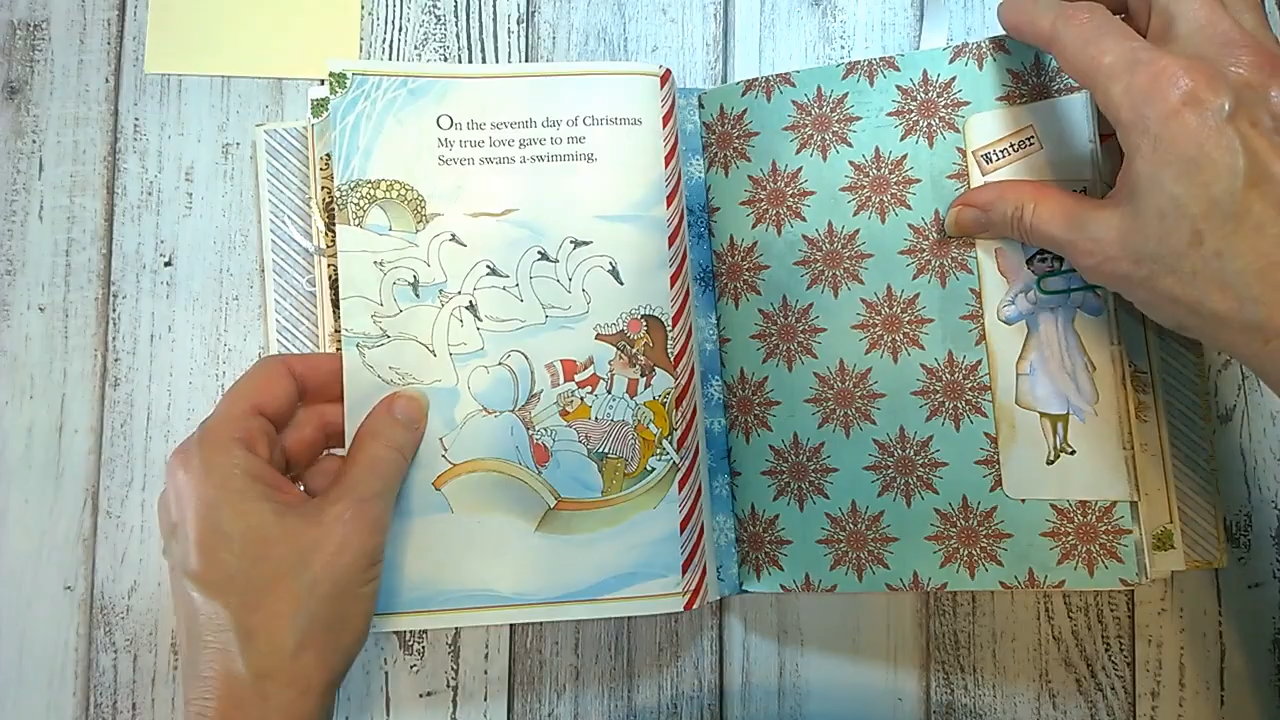 On the seventh day of Christmas
My true love gave to me
Seven swans a-swimming,
Winter